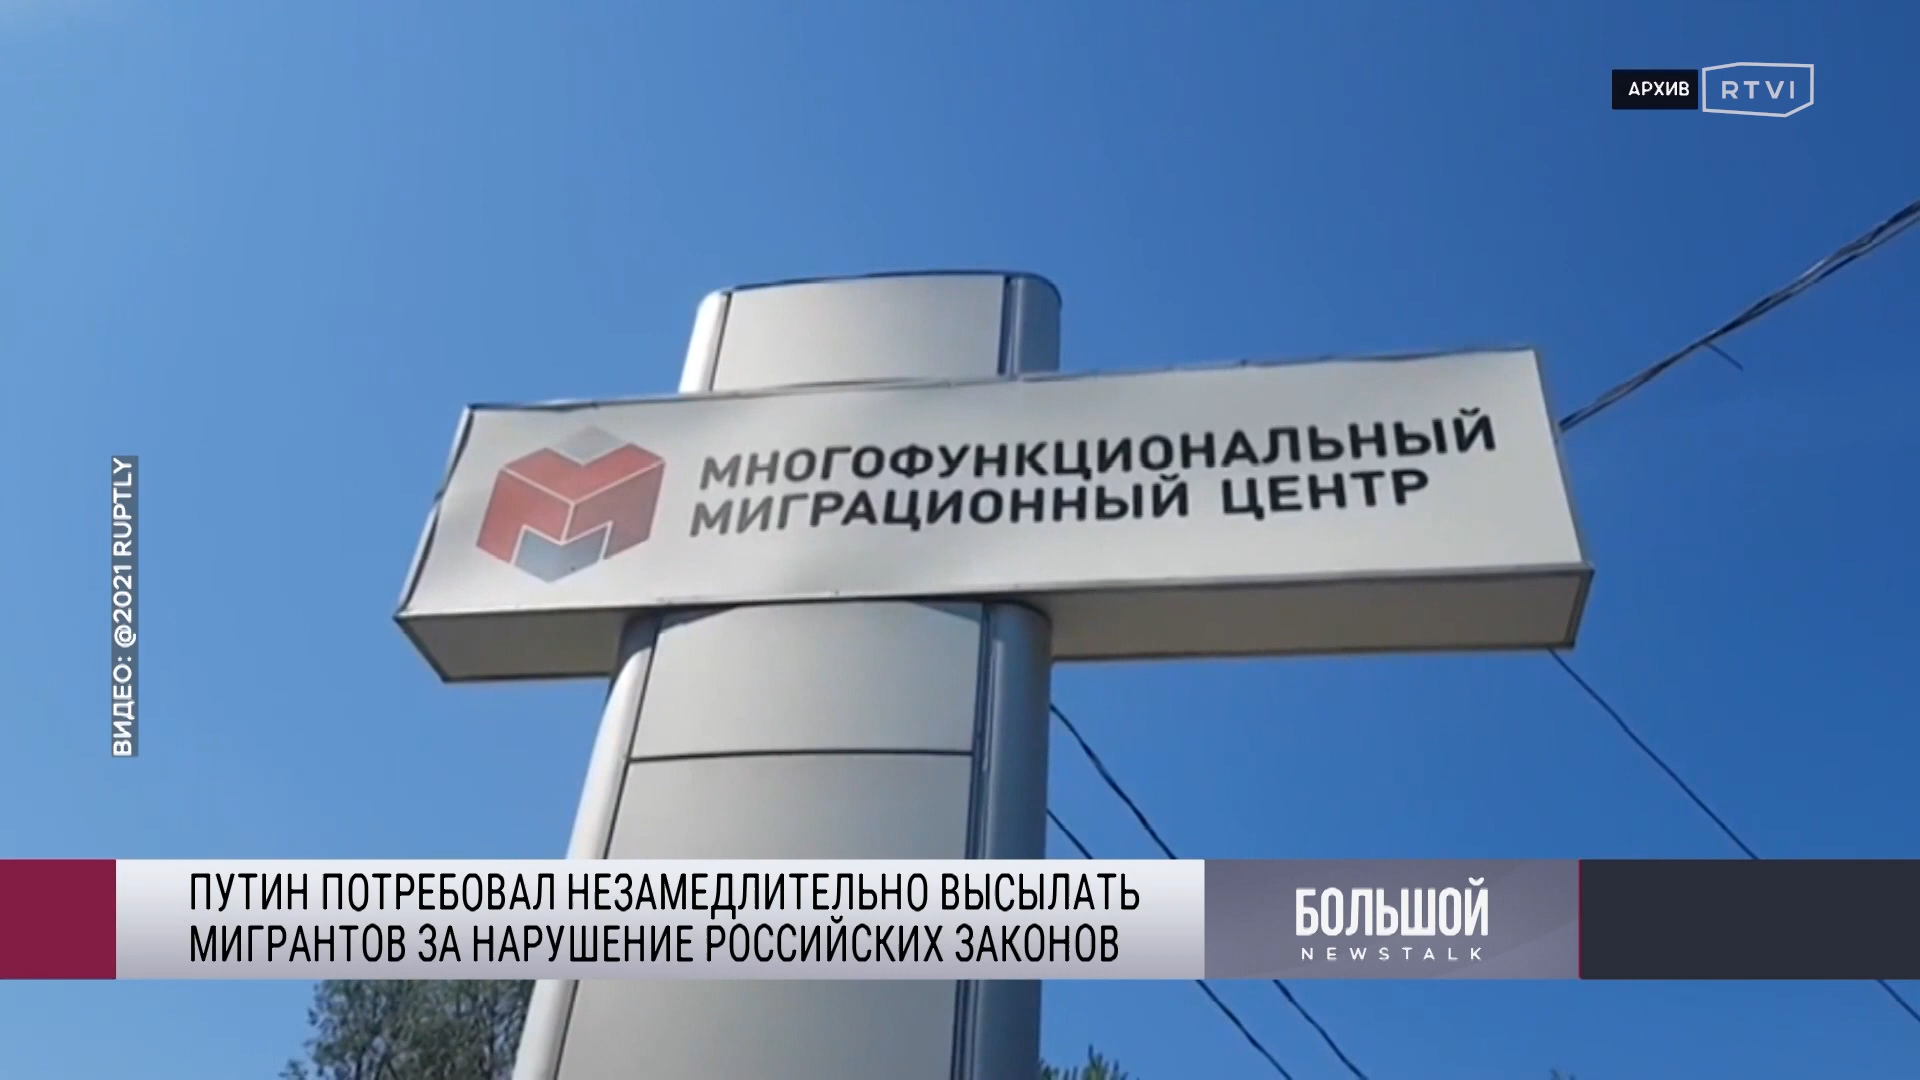 АРХИВ RTVI
МНОГОФУНКЦИОНАЛЬНЫЙ
МИГРАЦИОННЫЙ ЦЕНТР
ВИДЕО: @2021 RUPTLY
ПУТИН ПОТРЕБОВАЛ НЕЗАМЕДЛИТЕЛЬНО ВЫСЫЛАТЬ
МИГРАНТОВ ЗА НАРУШЕНИЕ РОССИЙСКИХ ЗАКОНОВ
БОЛЬШОЙ
NEWSTALK